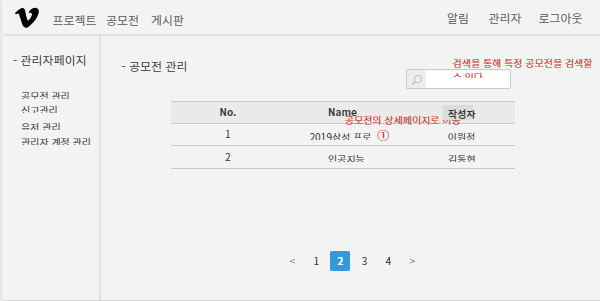 프로젝트 공모전 게시판
알림 관리자 로그아웃
- 관리자페이지
공모전 관리
신고관리
유저 관리
관리자 계정 관리
- 공모전 관리
검색을 통해 특정 공모전을 검색할
수 있다
No. Name 작성자
공모전의 상세페이지로 이동
1 2019삼성 프로 ① 이원정
2 인공지능 김동현
< 1 2 3 4 >